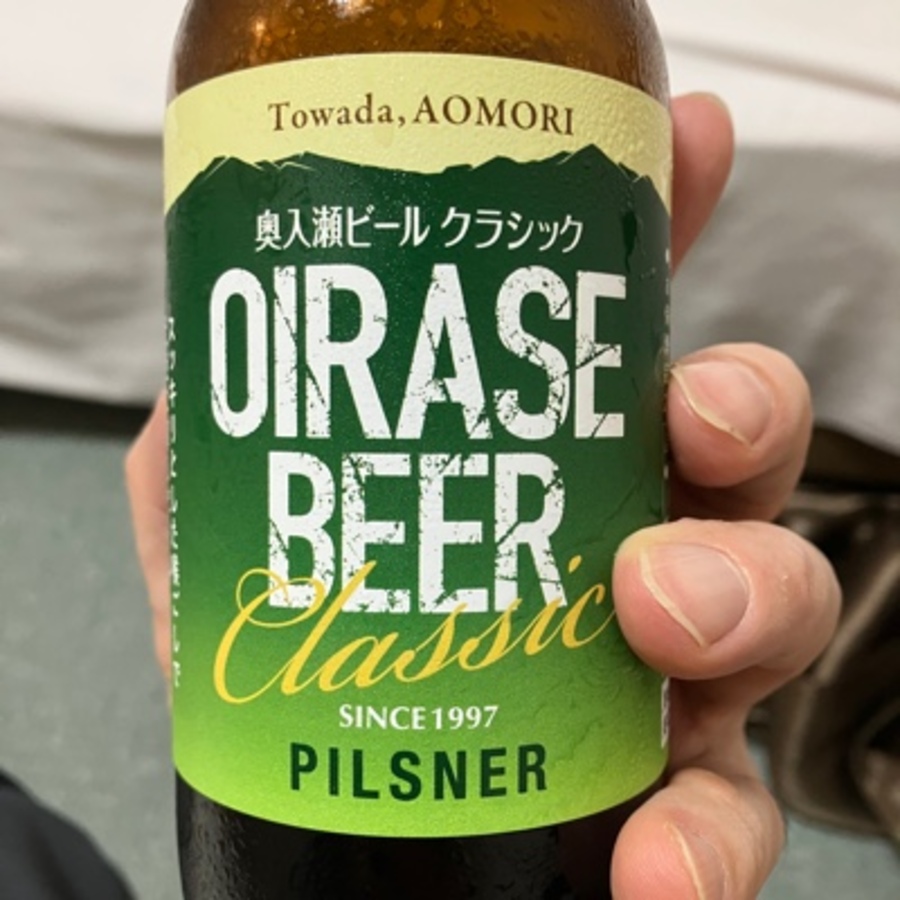 Towada, AOMORI
奥入瀬ビール クラシック
OIRASE
BEER
Classic
SINCE 1997
PILSNER